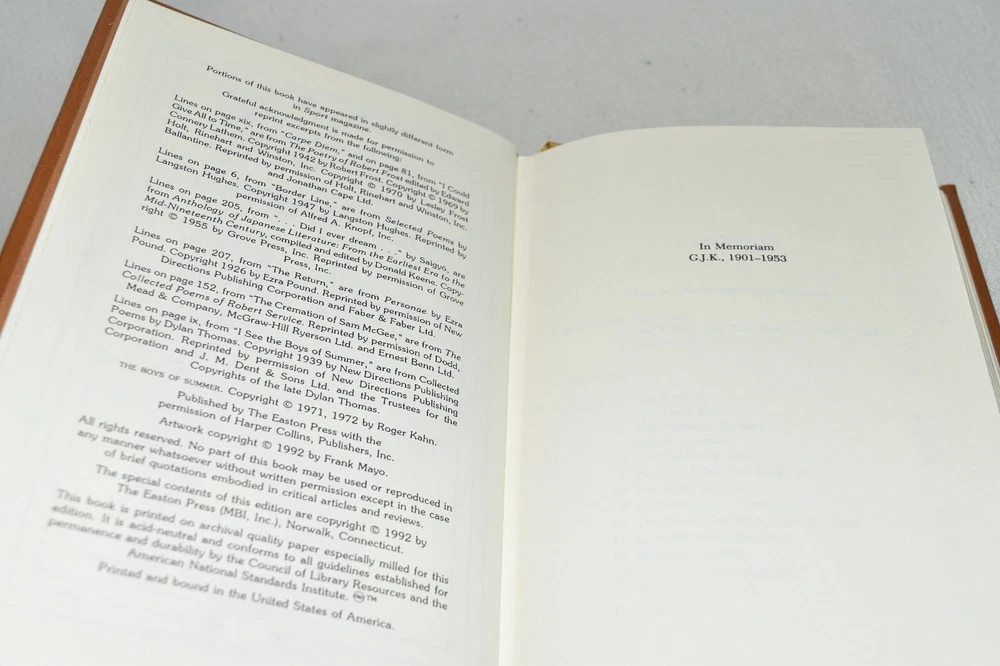 Portions of this book have appeared in slightly different form
in Sport magazine.
Grateful acknowledgment is made for permission to
reprint excerpts from the following:
Lines on page xix, from "Carpe Diem," and on page 81, from "I Could
Give All to Time," are from The Poetry of Robert Frost edited by Edward
Connery Lathem. Copyright 1942 by Robert Frost. Copyright © 1969 by
Holt, Rinehart and Winston, Inc. Copyright © 1970 by Lesley Frost
Ballantine. Reprinted by permission of Holt, Rinehart and Winston, Inc.
and Jonathan Cape Ltd.
Lines on page 6, from "Border Line," are from Selected Poems by
Langston Hughes. Copyright 1947 by Langston Hughes. Reprinted by
permission of Alfred A. Knopf, Inc.
Lines on page 205, from ". . . Did I ever dream . . ." by Saigyō, are
from Anthology of Japanese Literature: From the Earliest Era to the
Mid-Nineteenth Century, compiled and edited by Donald Keene. Copy-
right © 1955 by Grove Press, Inc. Reprinted by permission of Grove
Press, Inc.
Lines on page 207, from "The Return," are from Personae by Ezra
Pound. Copyright 1926 by Ezra Pound. Reprinted by permission of New
Directions Publishing Corporation and Faber & Faber Ltd.
Lines on page 152, from "The Cremation of Sam McGee," are from The
Collected Poems of Robert Service. Reprinted by permission of Dodd,
Mead & Company, McGraw-Hill Ryerson Ltd. and Ernest Benn Ltd.
Lines on page ix, from "I See the Boys of Summer," are from Collected
Poems by Dylan Thomas. Copyright 1939 by New Directions Publishing
Corporation. Reprinted by permission of New Directions Publishing
Corporation and J. M. Dent & Sons Ltd. and the Trustees for the
Copyrights of the late Dylan Thomas.
THE BOYS OF SUMMER. Copyright © 1971, 1972 by Roger Kahn.
Published by The Easton Press with the
permission of Harper Collins, Publishers, Inc.
Artwork copyright © 1992 by Frank Mayo.
All rights reserved. No part of this book may be used or reproduced in
any manner whatsoever without written permission except in the case
of brief quotations embodied in critical articles and reviews.
The special contents of this edition are copyright © 1992 by
The Easton Press (MBI, Inc.), Norwalk, Connecticut.
This book is printed on archival quality paper especially milled for this
edition. It is acid-neutral and conforms to all guidelines established for
permanence and durability by the Council of Library Resources and the
American National Standards Institute. ♾™
Printed and bound in the United States of America.
In Memoriam
G.J.K., 1901–1953